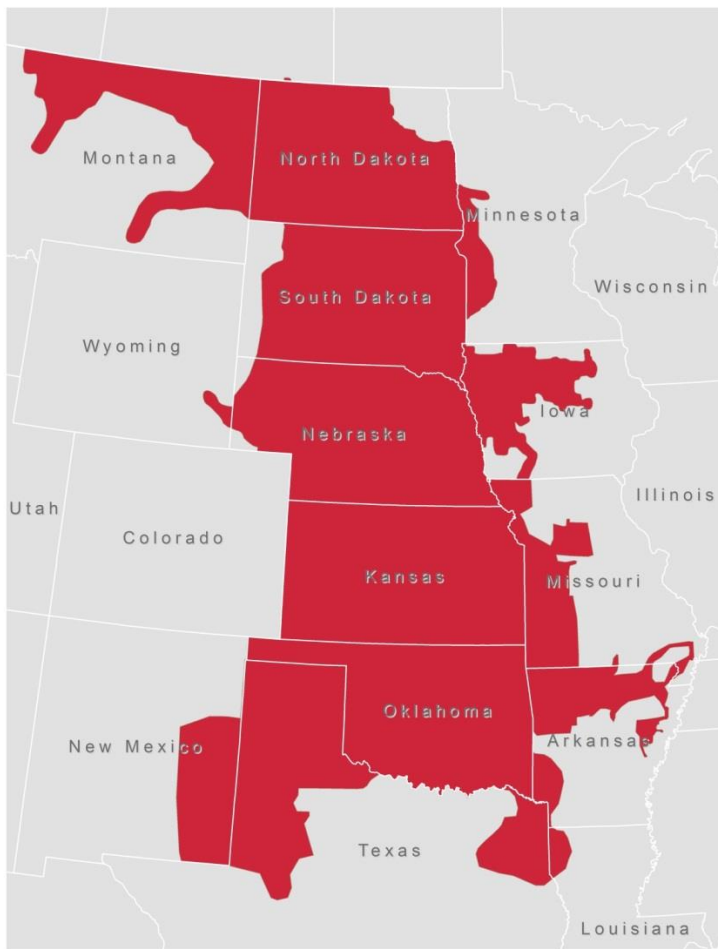 Montana
North Dakota
Minnesota
Wisconsin
South Dakota
Wyoming
Iowa
Nebraska
Illinois
Utah
Colorado
Kansas
Missouri
Oklahoma
New Mexico
Arkansas
Texas
Louisiana